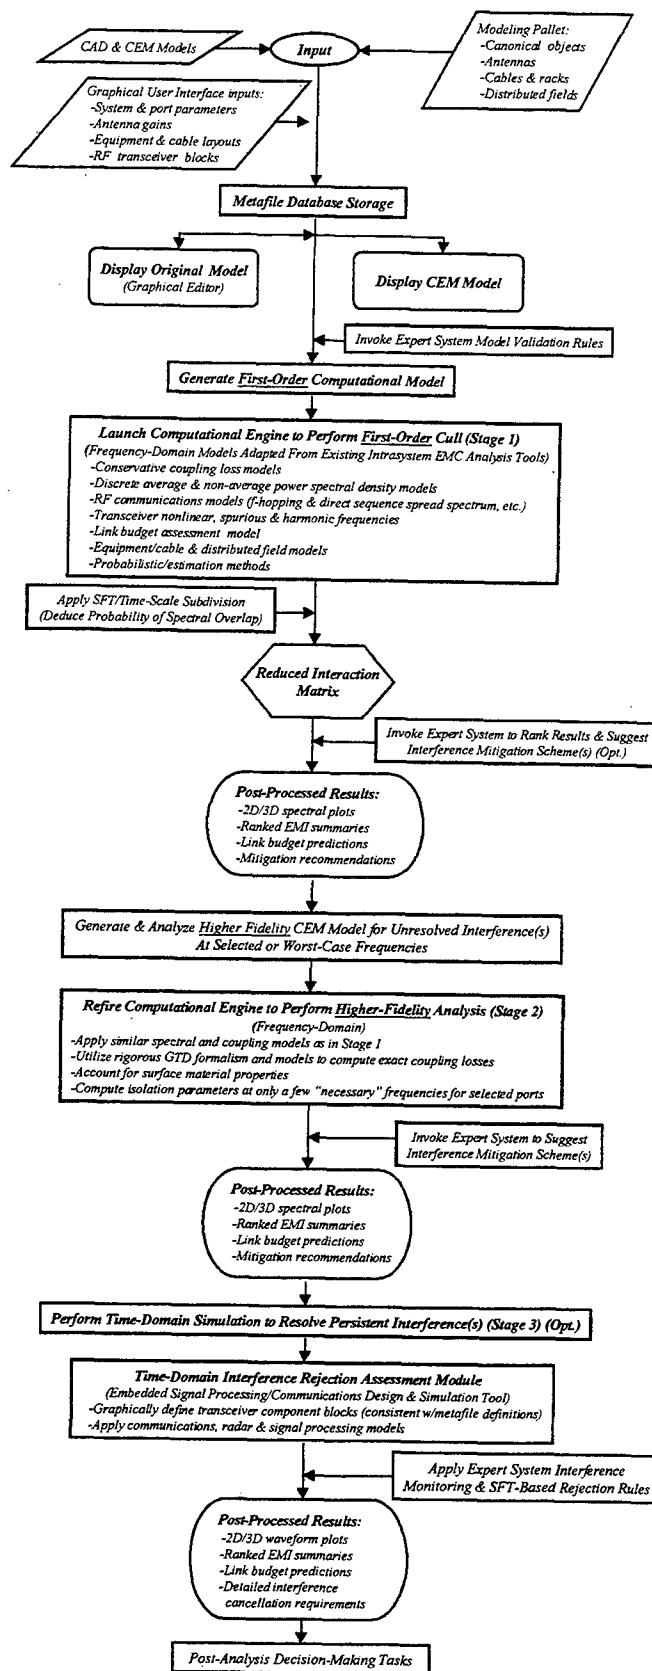 CAD & CEM Models
Input
Modeling Pallet:
-Canonical objects
-Antennas
-Cables & racks
-Distributed fields
Graphical User Interface inputs:
-System & port parameters
-Antenna gains
-Equipment & cable layouts
-RF transceiver blocks
Metafile Database Storage
Display Original Model
(Graphical Editor)
Display CEM Model
Invoke Expert System Model Validation Rules
Generate First-Order Computational Model
Launch Computational Engine to Perform First-Order Cull (Stage 1)
(Frequency-Domain Models Adapted From Existing Intrasystem EMC Analysis Tools)
-Conservative coupling loss models
-Discrete average & non-average power spectral density models
-RF communications models (f-hopping & direct sequence spread spectrum, etc.)
-Transceiver nonlinear, spurious & harmonic frequencies
-Link budget assessment model
-Equipment/cable & distributed field models
-Probabilistic/estimation methods
Apply SFT/Time-Scale Subdivision
(Deduce Probability of Spectral Overlap)
Reduced Interaction
Matrix
Invoke Expert System to Rank Results & Suggest
Interference Mitigation Scheme(s) (Opt.)
Post-Processed Results:
-2D/3D spectral plots
-Ranked EMI summaries
-Link budget predictions
-Mitigation recommendations
Generate & Analyze Higher Fidelity CEM Model for Unresolved Interference(s)
At Selected or Worst-Case Frequencies
Refire Computational Engine to Perform Higher-Fidelity Analysis (Stage 2)
(Frequency-Domain)
-Apply similar spectral and coupling models as in Stage 1
-Utilize rigorous GTD formalism and models to compute exact coupling losses
-Account for surface material properties
-Compute isolation parameters at only a few "necessary" frequencies for selected ports
Invoke Expert System to Suggest
Interference Mitigation Scheme(s)
Post-Processed Results:
-2D/3D spectral plots
-Ranked EMI summaries
-Link budget predictions
-Mitigation recommendations
Perform Time-Domain Simulation to Resolve Persistent Interference(s) (Stage 3) (Opt.)
Time-Domain Interference Rejection Assessment Module
(Embedded Signal Processing/Communications Design & Simulation Tool)
-Graphically define transceiver component blocks (consistent w/metafile definitions)
-Apply communications, radar & signal processing models
Apply Expert System Interference
Monitoring & SFT-Based Rejection Rules
Post-Processed Results:
-2D/3D waveform plots
-Ranked EMI summaries
-Link budget predictions
-Detailed interference
cancellation requirements
Post-Analysis Decision-Making Tasks